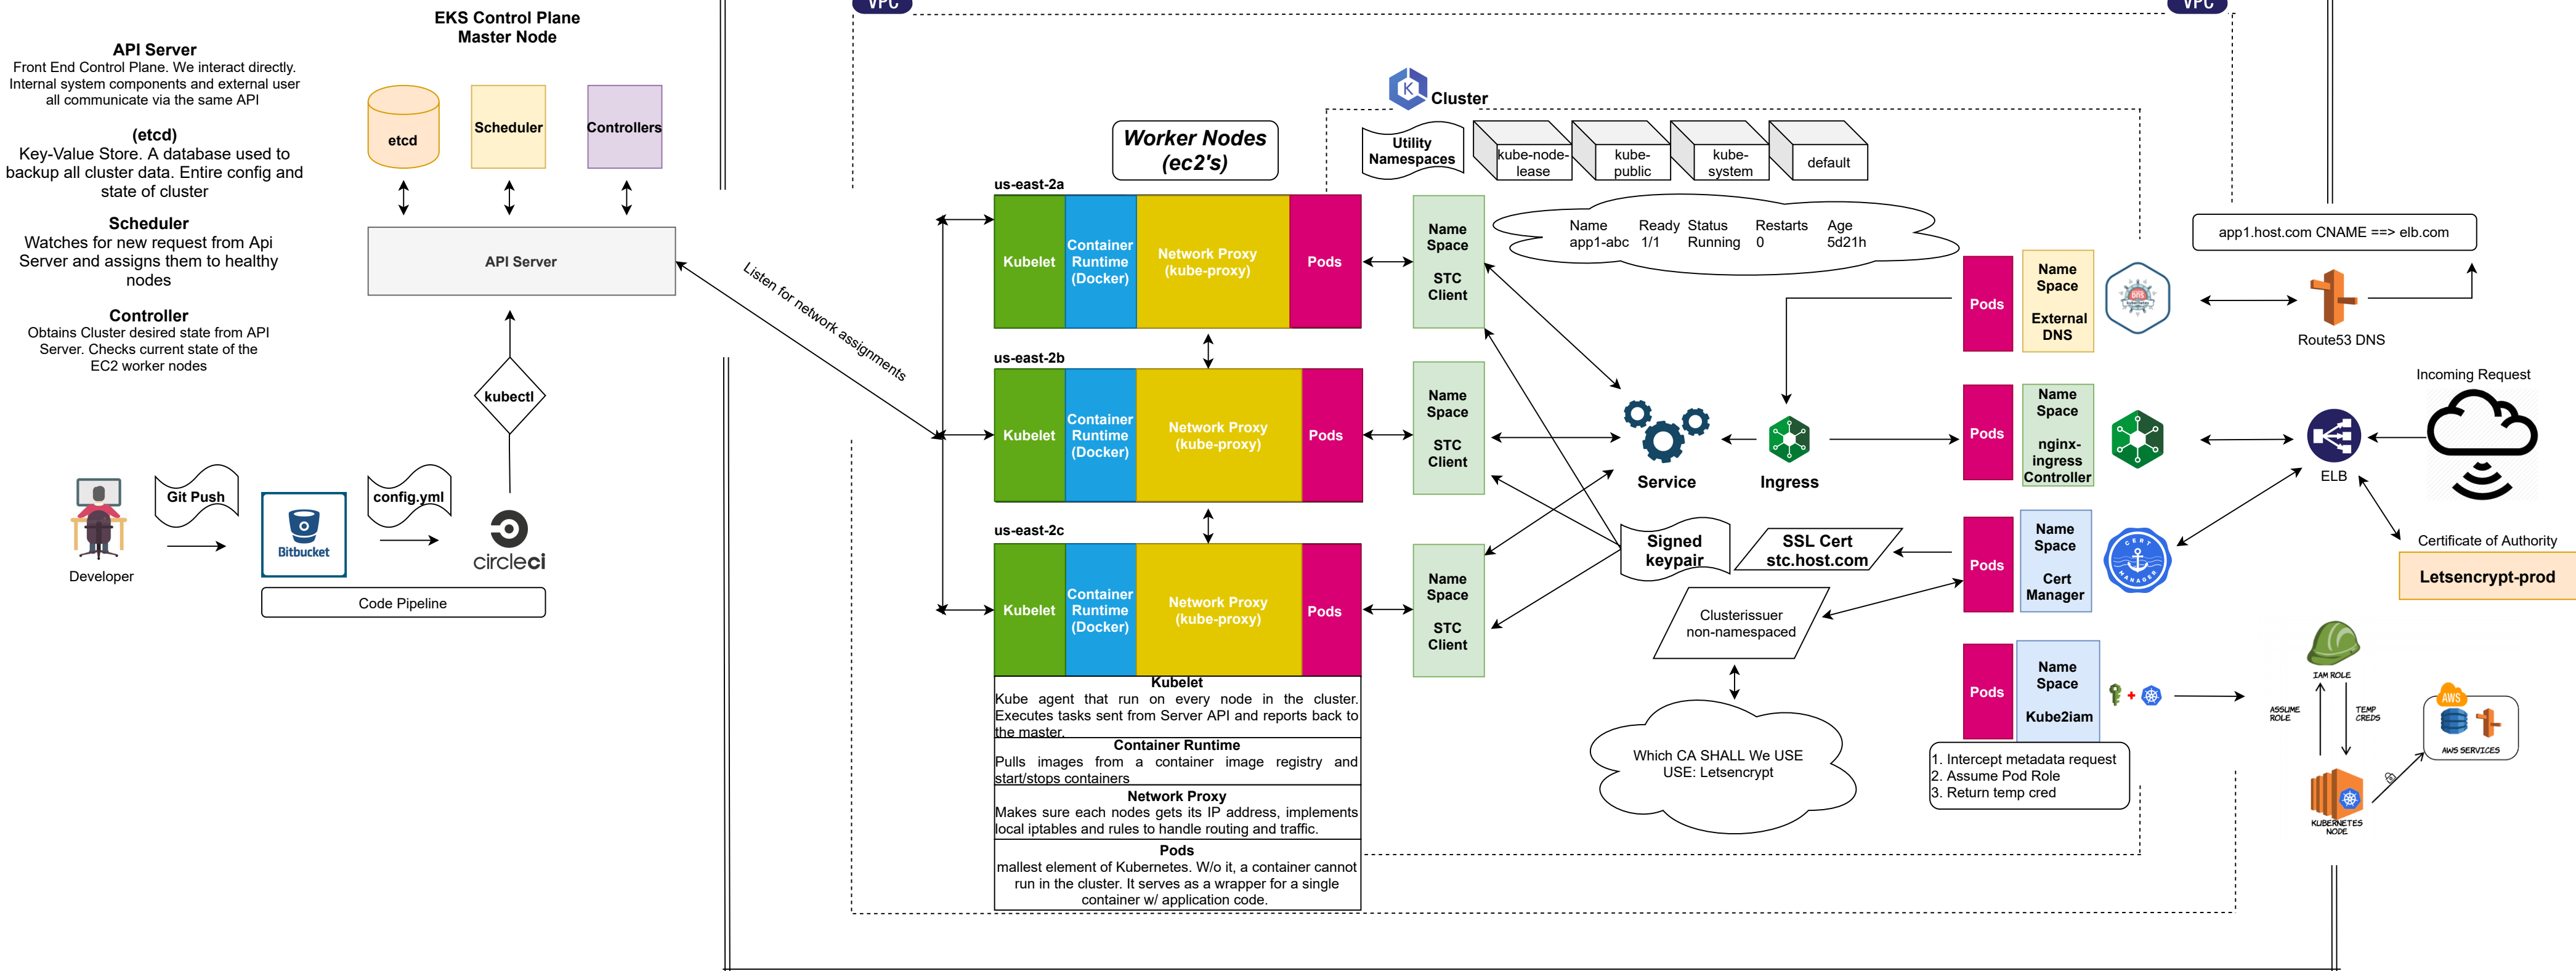 EKS Control Plane
Master Node
API Server
Front End Control Plane. We interact directly.
Internal system components and external user
all communicate via the same API
(etcd)
Key-Value Store. A database used to
backup all cluster data. Entire config and
state of cluster
Scheduler
Watches for new request from Api
Server and assigns them to healthy
nodes
Controller
Obtains Cluster desired state from API
Server. Checks current state of the
EC2 worker nodes
etcd
Scheduler
Controllers
API Server
kubectl
Git Push
config.yml
Bitbucket
circleci
Developer
Code Pipeline
Listen for network assignments
VPC
VPC
Cluster
Worker Nodes
(ec2's)
Utility
Namespaces
kube-node-
lease
kube-
public
kube-
system
default
us-east-2a
Kubelet
Container
Runtime
(Docker)
Network Proxy
(kube-proxy)
Pods
Name
Space
STC
Client
us-east-2b
Kubelet
Container
Runtime
(Docker)
Network Proxy
(kube-proxy)
Pods
Name
Space
STC
Client
us-east-2c
Kubelet
Container
Runtime
(Docker)
Network Proxy
(kube-proxy)
Pods
Name
Space
STC
Client
Kubelet
Kube agent that run on every node in the cluster.
Executes tasks sent from Server API and reports back to
the master.
Container Runtime
Pulls images from a container image registry and
start/stops containers
Network Proxy
Makes sure each nodes gets its IP address, implements
local iptables and rules to handle routing and traffic.
Pods
mallest element of Kubernetes. W/o it, a container cannot
run in the cluster. It serves as a wrapper for a single
container w/ application code.
Name Ready Status Restarts Age
app1-abc 1/1 Running 0 5d21h
Service
Ingress
Signed
keypair
SSL Cert
stc.host.com
Clusterissuer
non-namespaced
Which CA SHALL We USE
USE: Letsencrypt
Pods
Name
Space
External
DNS
DNS
Pods
Name
Space
nginx-
ingress
Controller
Pods
Name
Space
Cert
Manager
CERT
MANAGER
Pods
Name
Space
Kube2iam
1. Intercept metadata request
2. Assume Pod Role
3. Return temp cred
app1.host.com CNAME ==> elb.com
Route53 DNS
Incoming Request
ELB
Certificate of Authority
Letsencrypt-prod
IAM ROLE
ASSUME
ROLE
TEMP
CREDS
AWS
AWS SERVICES
KUBERNETES
NODE